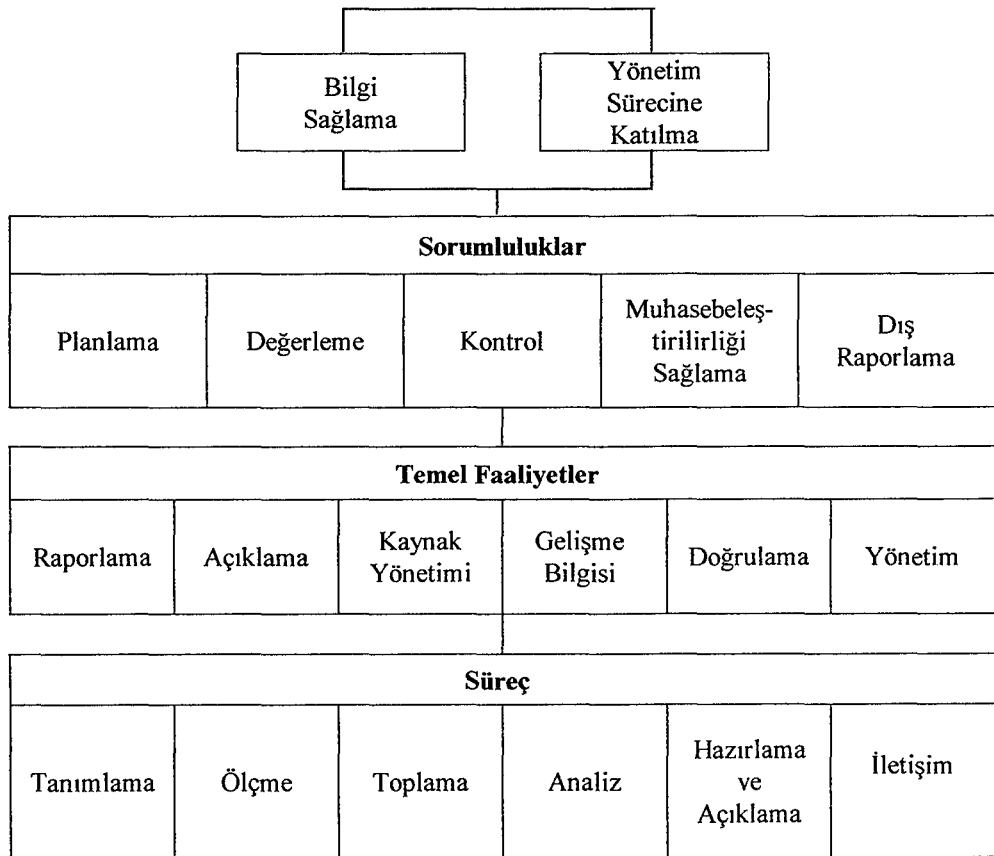 Bilgi
Sağlama
Yönetim
Sürecine
Katılma
Sorumluluklar
Planlama
Değerleme
Kontrol
Muhasebeleş-
tirilirliği
Sağlama
Dış
Raporlama
Temel Faaliyetler
Raporlama
Açıklama
Kaynak
Yönetimi
Gelişme
Bilgisi
Doğrulama
Yönetim
Süreç
Tanımlama
Ölçme
Toplama
Analiz
Hazırlama
ve
Açıklama
İletişim